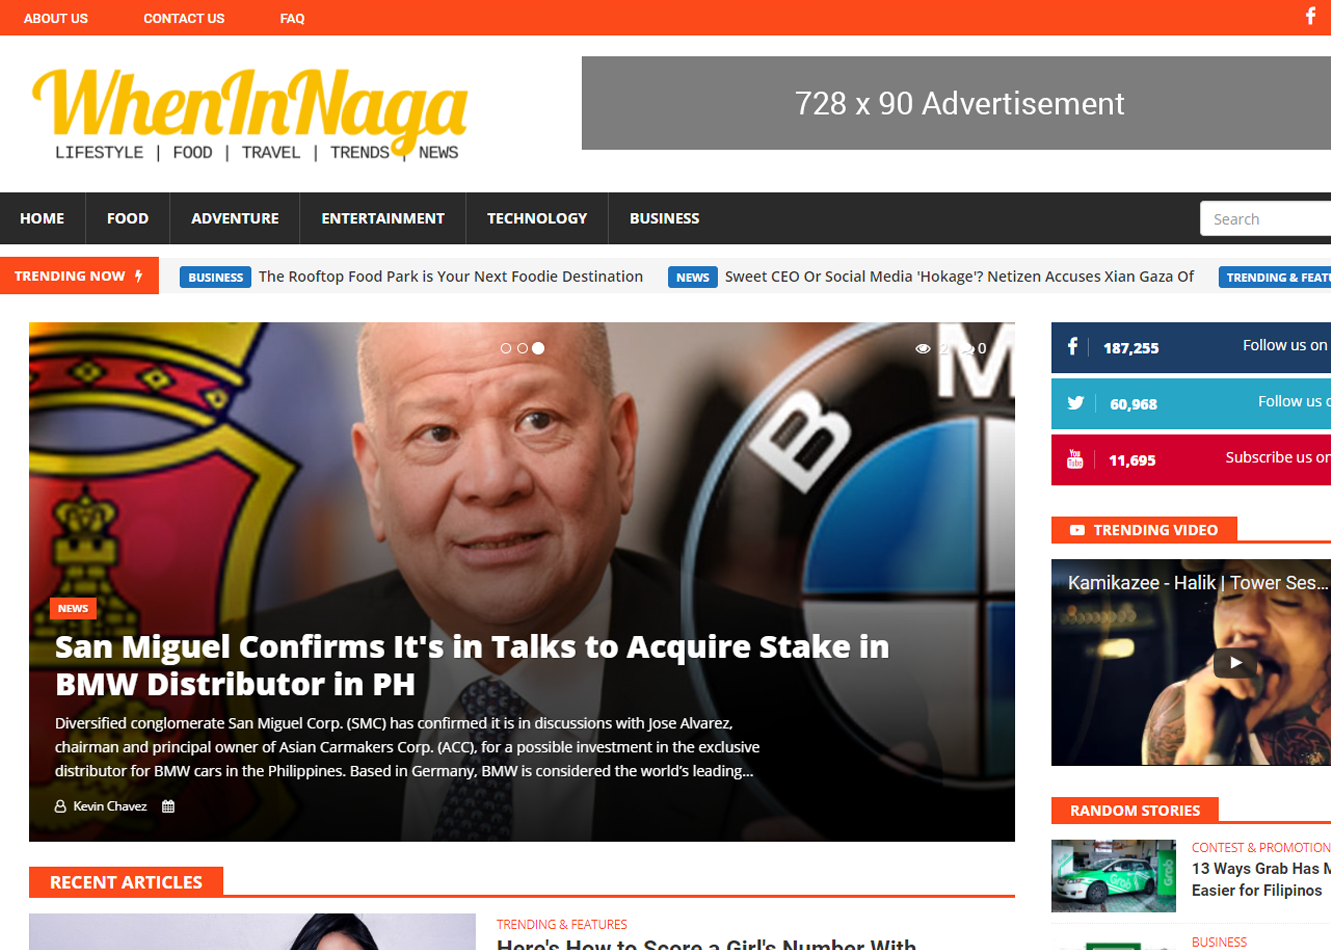 ABOUT US CONTACT US FAQ
WhenInNaga
LIFESTYLE | FOOD | TRAVEL | TRENDS | NEWS
728 x 90 Advertisement
HOME FOOD ADVENTURE ENTERTAINMENT TECHNOLOGY BUSINESS
Search
TRENDING NOW
BUSINESS The Rooftop Food Park is Your Next Foodie Destination
NEWS Sweet CEO Or Social Media 'Hokage'? Netizen Accuses Xian Gaza Of
TRENDING & FEATU
2 0
B M
NEWS
San Miguel Confirms It's in Talks to Acquire Stake in
BMW Distributor in PH
Diversified conglomerate San Miguel Corp. (SMC) has confirmed it is in discussions with Jose Alvarez,
chairman and principal owner of Asian Carmakers Corp. (ACC), for a possible investment in the exclusive
distributor for BMW cars in the Philippines. Based in Germany, BMW is considered the world’s leading...
Kevin Chavez
187,255 Follow us on
60,968 Follow us o
You Tube 11,695 Subscribe us on
TRENDING VIDEO
Kamikazee - Halik | Tower Ses...
RANDOM STORIES
Grob
CONTEST & PROMOTION
13 Ways Grab Has M
Easier for Filipinos
BUSINESS
RECENT ARTICLES
TRENDING & FEATURES
Here's How to Score a Girl's Number With